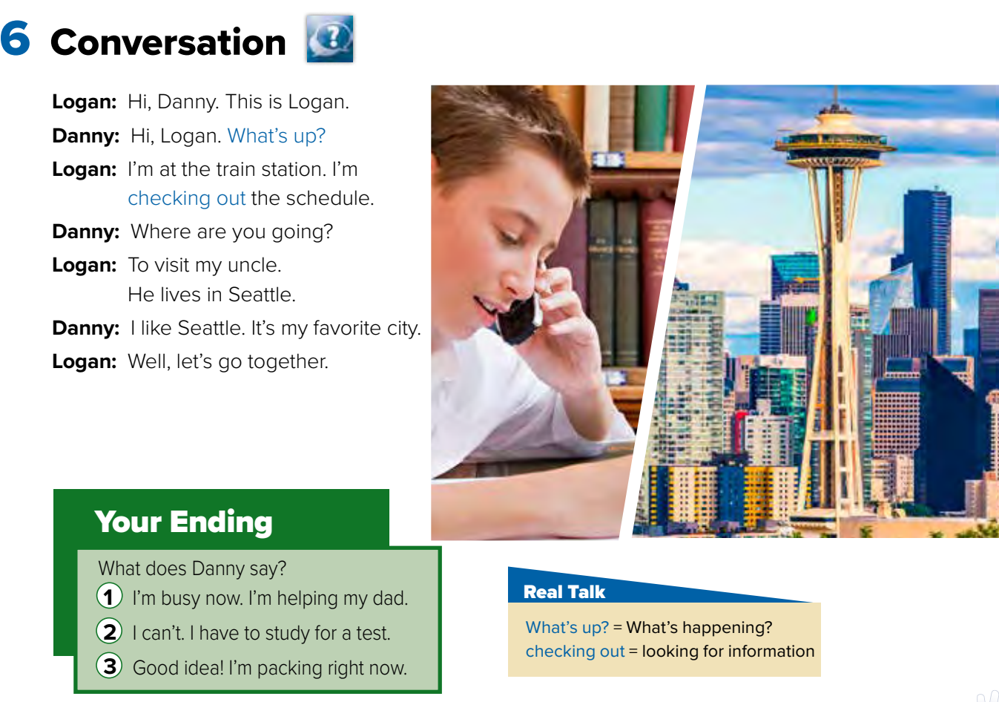 6 Conversation
Logan: Hi, Danny. This is Logan.
Danny: Hi, Logan. What's up?
Logan: I'm at the train station. I'm
checking out the schedule.
Danny: Where are you going?
Logan: To visit my uncle.
He lives in Seattle.
Danny: I like Seattle. It's my favorite city.
Logan: Well, let's go together.
Your Ending
What does Danny say?
1 I'm busy now. I'm helping my dad.
2 I can't. I have to study for a test.
3 Good idea! I'm packing right now.
Real Talk
What's up? = What's happening?
checking out = looking for information